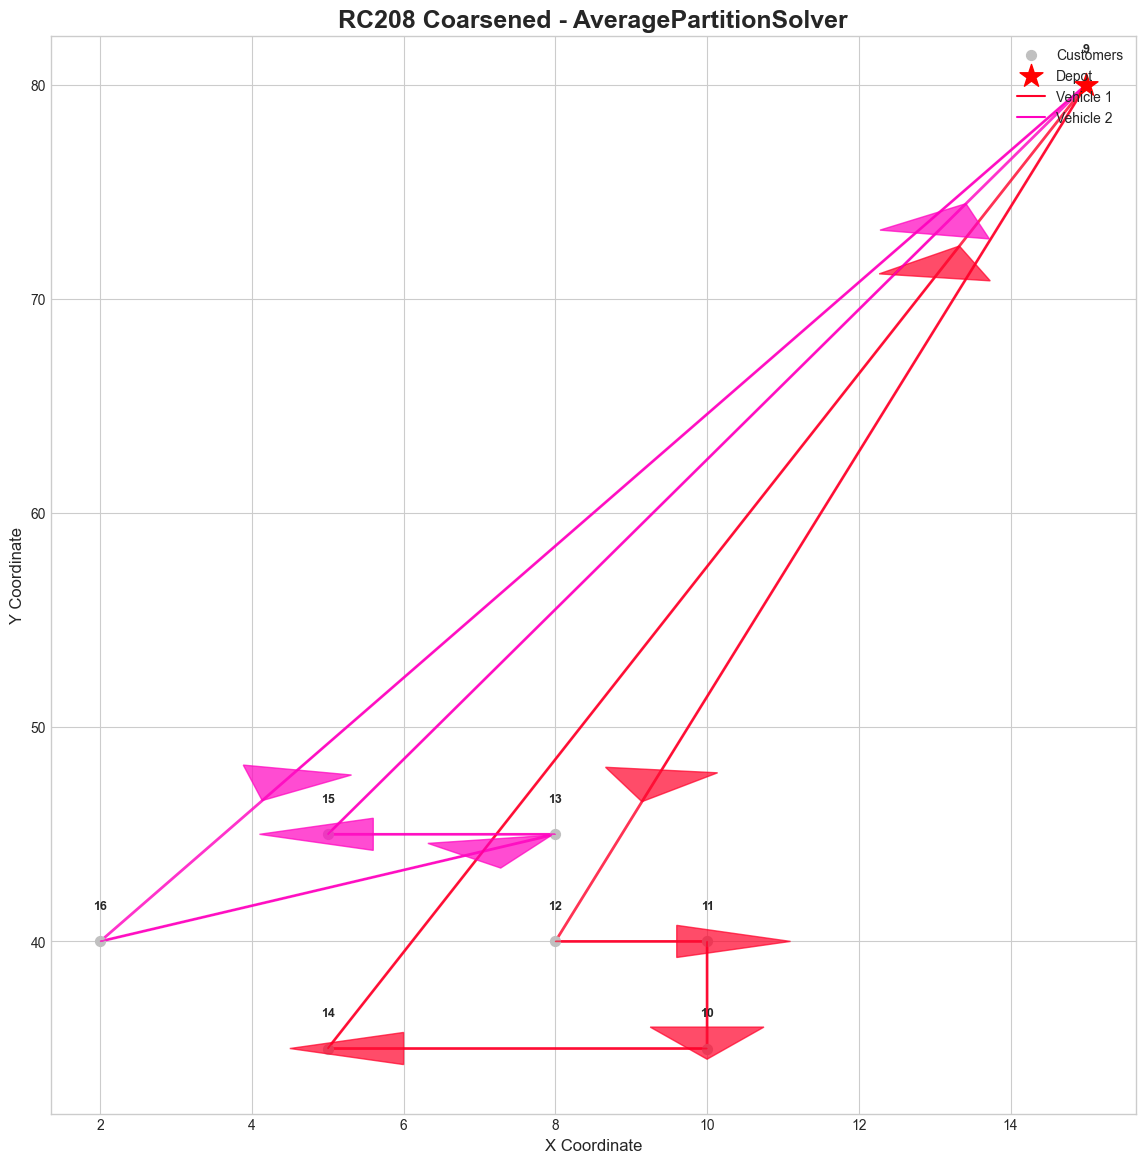 RC208 Coarsened - AveragePartitionSolver
9
Customers
Depot
Vehicle 1
Vehicle 2
80
70
60
50
40
15
13
16
12
11
14
10
2
4
6
8
10
12
14
X Coordinate
Y Coordinate